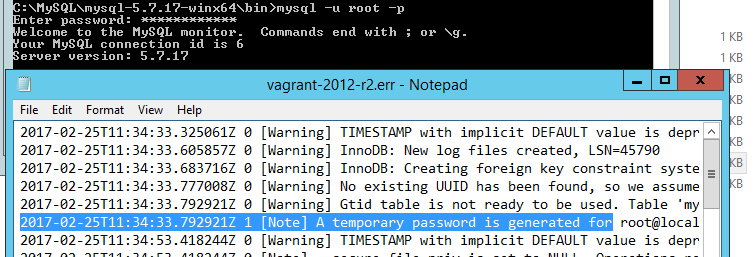 C:\MySQL\mysql-5.7.17-winx64\bin>mysql -u root -p
Enter password: ************
Welcome to the MySQL monitor.  Commands end with ; or \g.
Your MySQL connection id is 6
Server version: 5.7.17
1 KB
1 KB
KB
KB
KB
KB
KB
KB
vagrant-2012-r2.err - Notepad
File Edit Format View Help
2017-02-25T11:34:33.325061Z 0 [Warning] TIMESTAMP with implicit DEFAULT value is depr
2017-02-25T11:34:33.605857Z 0 [Warning] InnoDB: New log files created, LSN=45790
2017-02-25T11:34:33.683716Z 0 [Warning] InnoDB: Creating foreign key constraint syste
2017-02-25T11:34:33.777008Z 0 [Warning] No existing UUID has been found, so we assume
2017-02-25T11:34:33.792921Z 0 [Warning] Gtid table is not ready to be used. Table 'my
2017-02-25T11:34:33.792921Z 1 [Note] A temporary password is generated for root@local
2017-02-25T11:34:53.418244Z 0 [Warning] TIMESTAMP with implicit DEFAULT value is depr